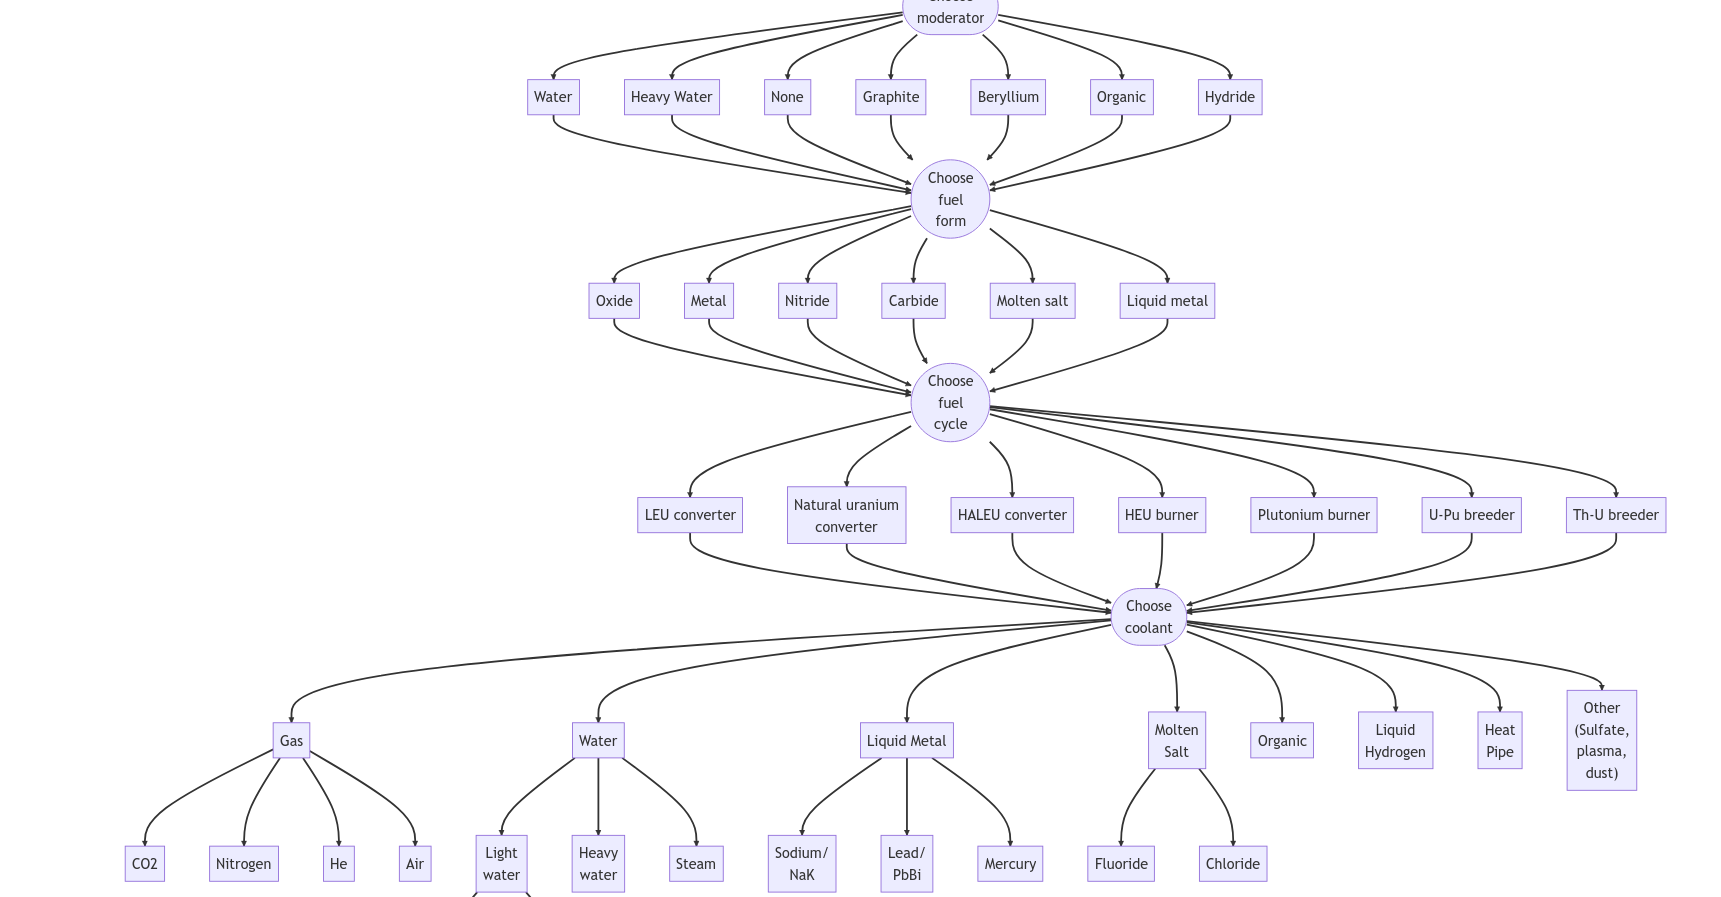 Choose
moderator
Water
Heavy Water
None
Graphite
Beryllium
Organic
Hydride
Choose
fuel
form
Oxide
Metal
Nitride
Carbide
Molten salt
Liquid metal
Choose
fuel
cycle
LEU converter
Natural uranium
converter
HALEU converter
HEU burner
Plutonium burner
U-Pu breeder
Th-U breeder
Choose
coolant
Gas
Water
Liquid Metal
Molten
Salt
Organic
Liquid
Hydrogen
Heat
Pipe
Other
(Sulfate,
plasma,
dust)
CO2
Nitrogen
He
Air
Light
water
Heavy
water
Steam
Sodium/
NaK
Lead/
PbBi
Mercury
Fluoride
Chloride